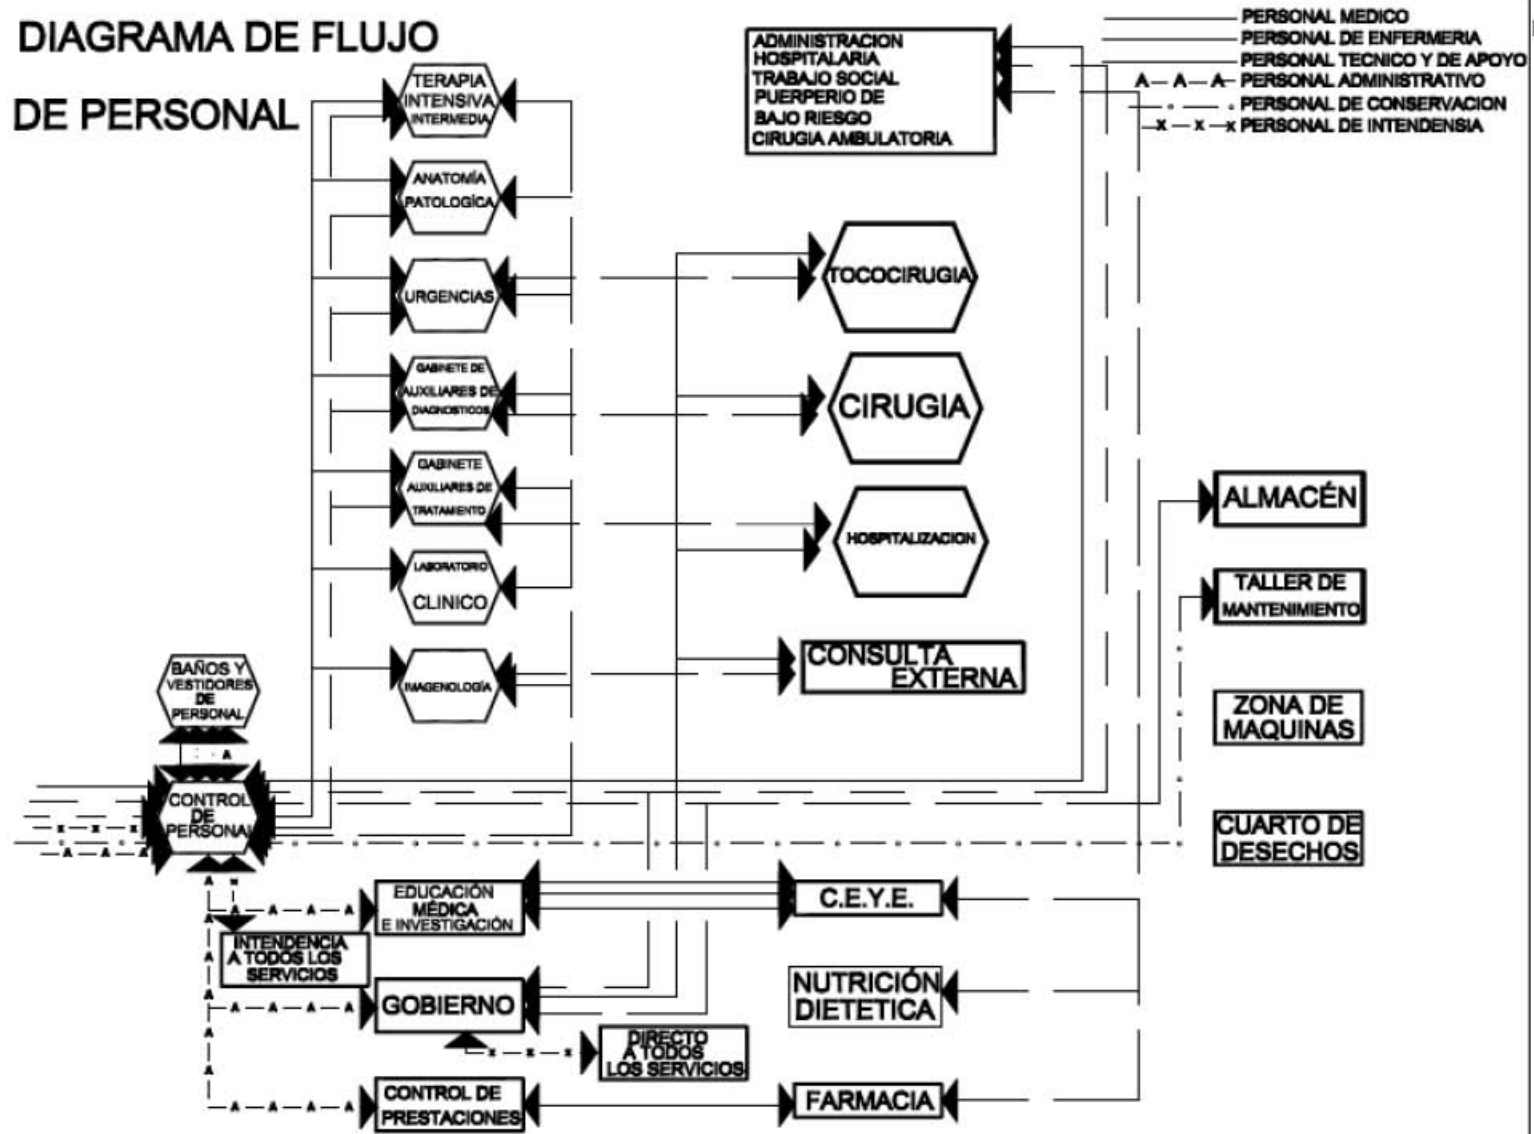 DIAGRAMA DE FLUJO
DE PERSONAL
PERSONAL MEDICO
PERSONAL DE ENFERMERIA
PERSONAL TECNICO Y DE APOYO
A — A — A — PERSONAL ADMINISTRATIVO
PERSONAL DE CONSERVACION
x — x — x PERSONAL DE INTENDENSIA
ADMINISTRACION
HOSPITALARIA
TRABAJO SOCIAL
PUERPERIO DE
BAJO RIESGO
CIRUGIA AMBULATORIA
TERAPIA
INTENSIVA
INTERMEDIA
ANATOMÍA
PATOLOGÍCA
URGENCIAS
GABINETE DE
AUXILIARES DE
DIAGNOSTICOS
GABINETE
AUXILIARES DE
TRATAMIENTO
LABORATORIO
CLINICO
IMAGENOLOGÍA
TOCOCIRUGIA
CIRUGIA
HOSPITALIZACION
CONSULTA
EXTERNA
ALMACÉN
TALLER DE
MANTENIMIENTO
ZONA DE
MAQUINAS
CUARTO DE
DESECHOS
BAÑOS Y
VESTIDORES
DE
PERSONAL
A
CONTROL
DE
PERSONAL
x x x
A A A
A x
A A A A
EDUCACIÓN
MÉDICA
E INVESTIGACIÓN
C.E.Y.E.
INTENDENCIA
A TODOS LOS
SERVICIOS
A
A
A A A A
GOBIERNO
NUTRICIÓN
DIETETICA
A
A
x x x
DIRECTO
A TODOS
LOS SERVICIOS
A A A A
CONTROL DE
PRESTACIONES
FARMACIA